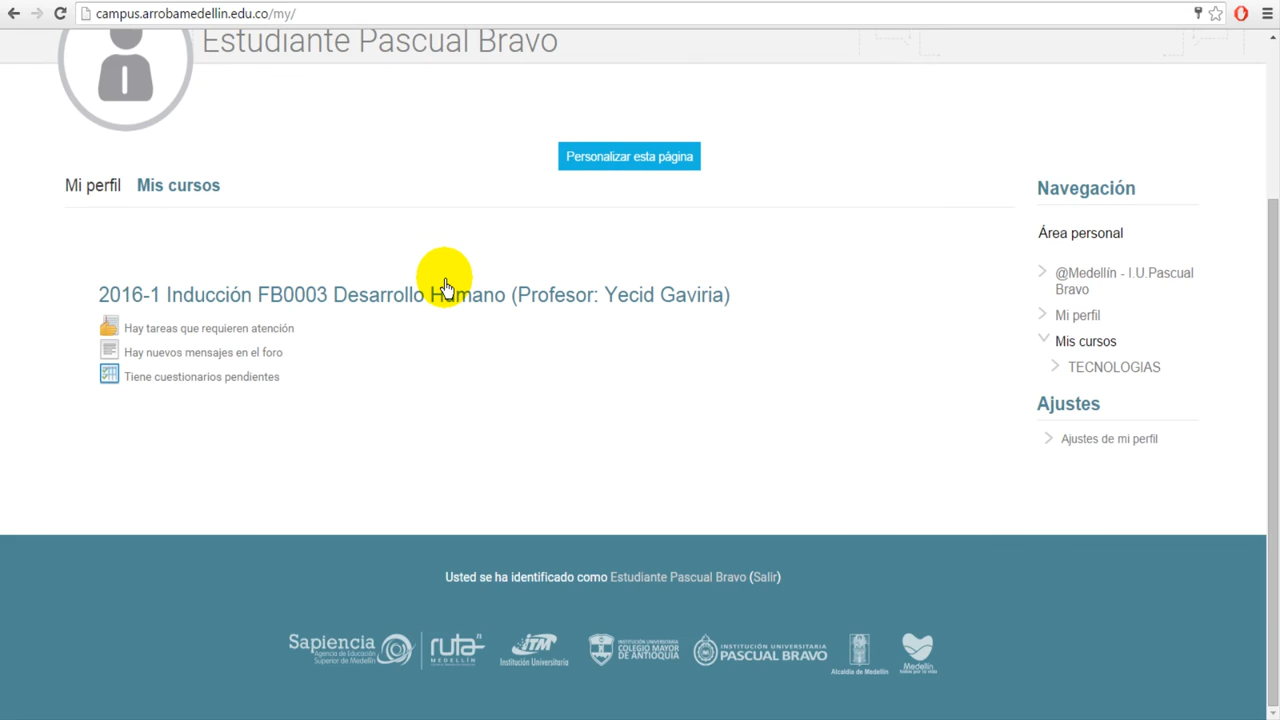 campus.arrobamedellin.edu.co/my/
Estudiante Pascual Bravo
Personalizar esta página
Mi perfil Mis cursos
2016-1 Inducción FB0003 Desarrollo Humano (Profesor: Yecid Gaviria)
Hay tareas que requieren atención
Hay nuevos mensajes en el foro
Tiene cuestionarios pendientes
Navegación
Área personal
@Medellín - I.U.Pascual
Bravo
Mi perfil
Mis cursos
TECNOLOGIAS
Ajustes
Ajustes de mi perfil
Usted se ha identificado como Estudiante Pascual Bravo (Salir)
Sapiencia
Agencia de Educación
Superior de Medellín
ruta n
MEDELLÍN
iTM
Institución Universitaria
INSTITUCIÓN UNIVERSITARIA
COLEGIO MAYOR
DE ANTIOQUIA
INSTITUCIÓN UNIVERSITARIA
PASCUAL BRAVO
Alcaldía de Medellín
Medellín
todos por la vida